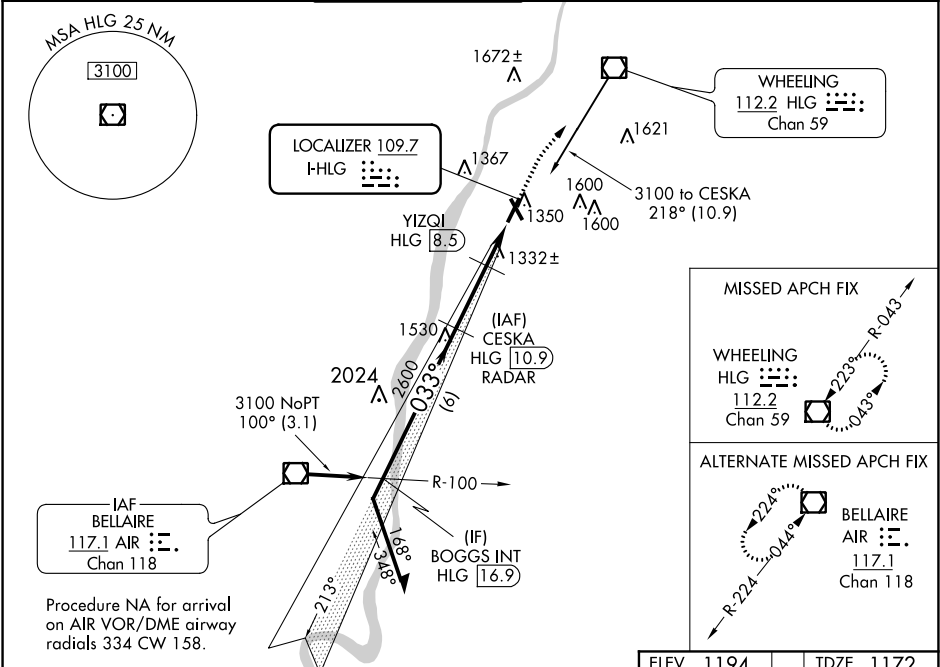 MSA HLG 25 NM
3100
1672±
WHEELING
112.2 HLG
Chan 59
LOCALIZER 109.7
I-HLG
1367
1621
1350
1600
1600
3100 to CESKA
218° (10.9)
YIZQI
HLG 8.5
1332±
1530
(IAF)
CESKA
HLG 10.9
RADAR
2024
2600
033°
(6)
3100 NoPT
100° (3.1)
R-100
IAF
BELLAIRE
117.1 AIR
Chan 118
(IF)
BOGGS INT
HLG 16.9
168°
348°
213°
Procedure NA for arrival
on AIR VOR/DME airway
radials 334 CW 158.
MISSED APCH FIX
R-043
WHEELING
HLG
112.2
Chan 59
223°
043°
ALTERNATE MISSED APCH FIX
224°
044°
R-224
BELLAIRE
AIR
117.1
Chan 118
ELEV 1194
TDZE 1172